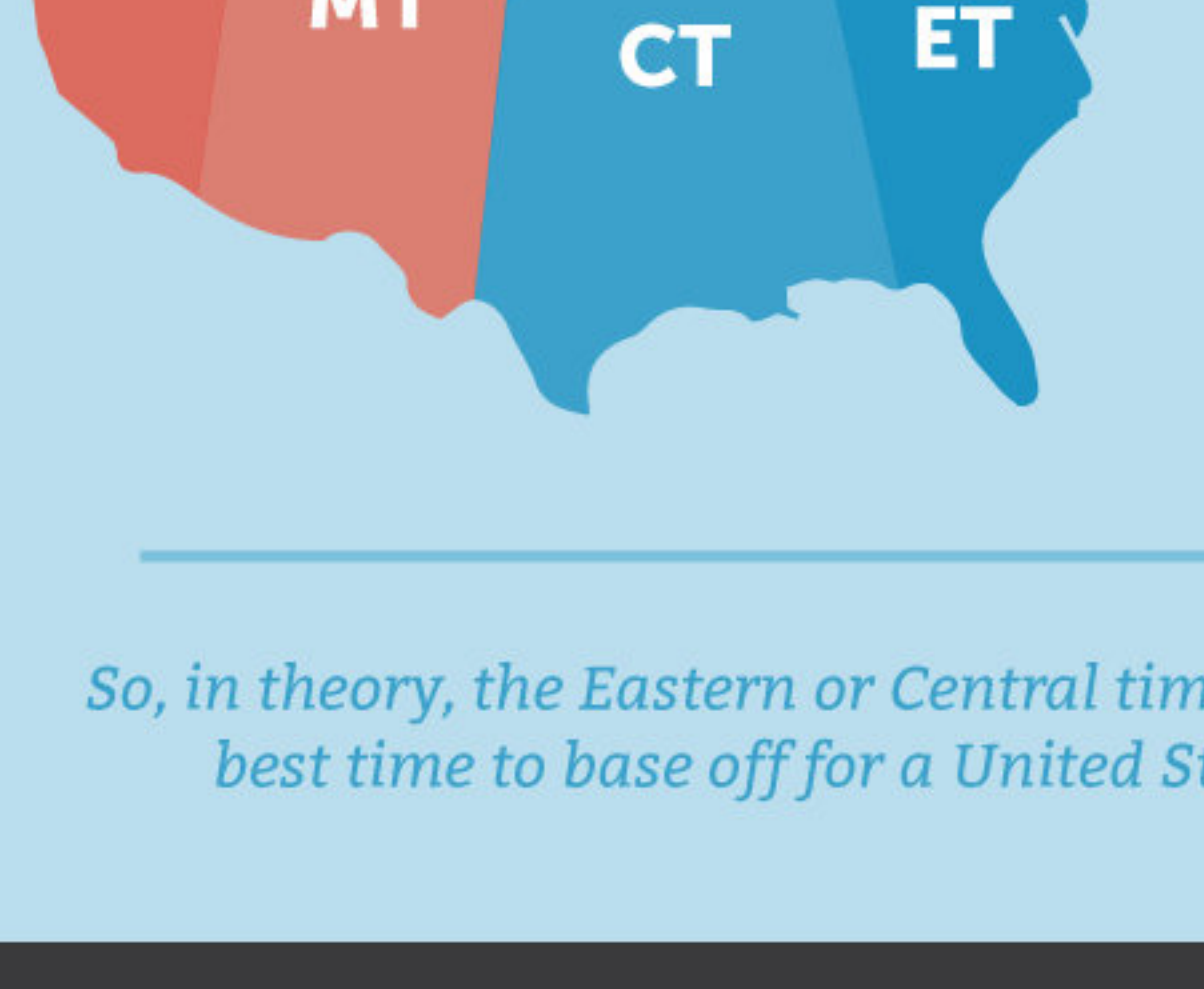 MT
CT
ET
So, in theory, the Eastern or Central
best time to base off for a United